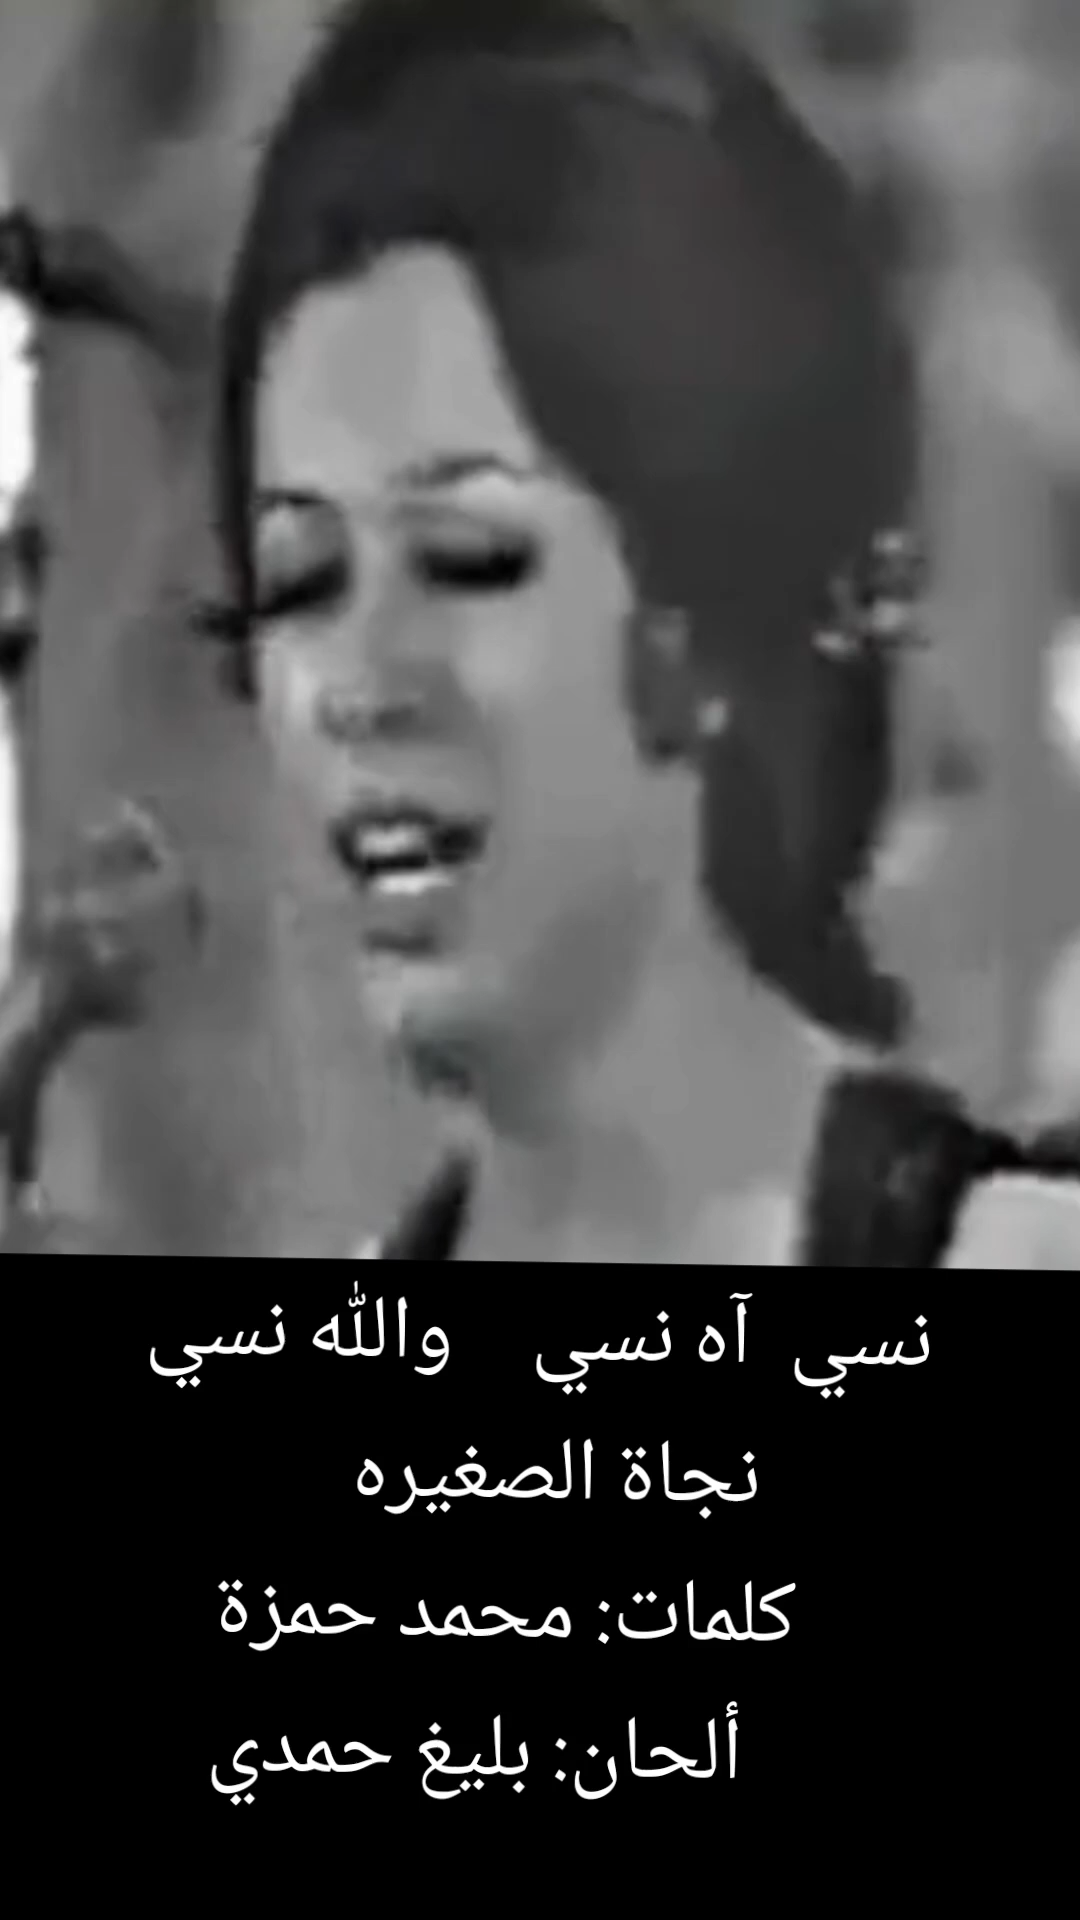 نسي آه نسي والله نسي
نجاة الصغيره
كلمات: محمد حمزة
ألحان: بليغ حمدي